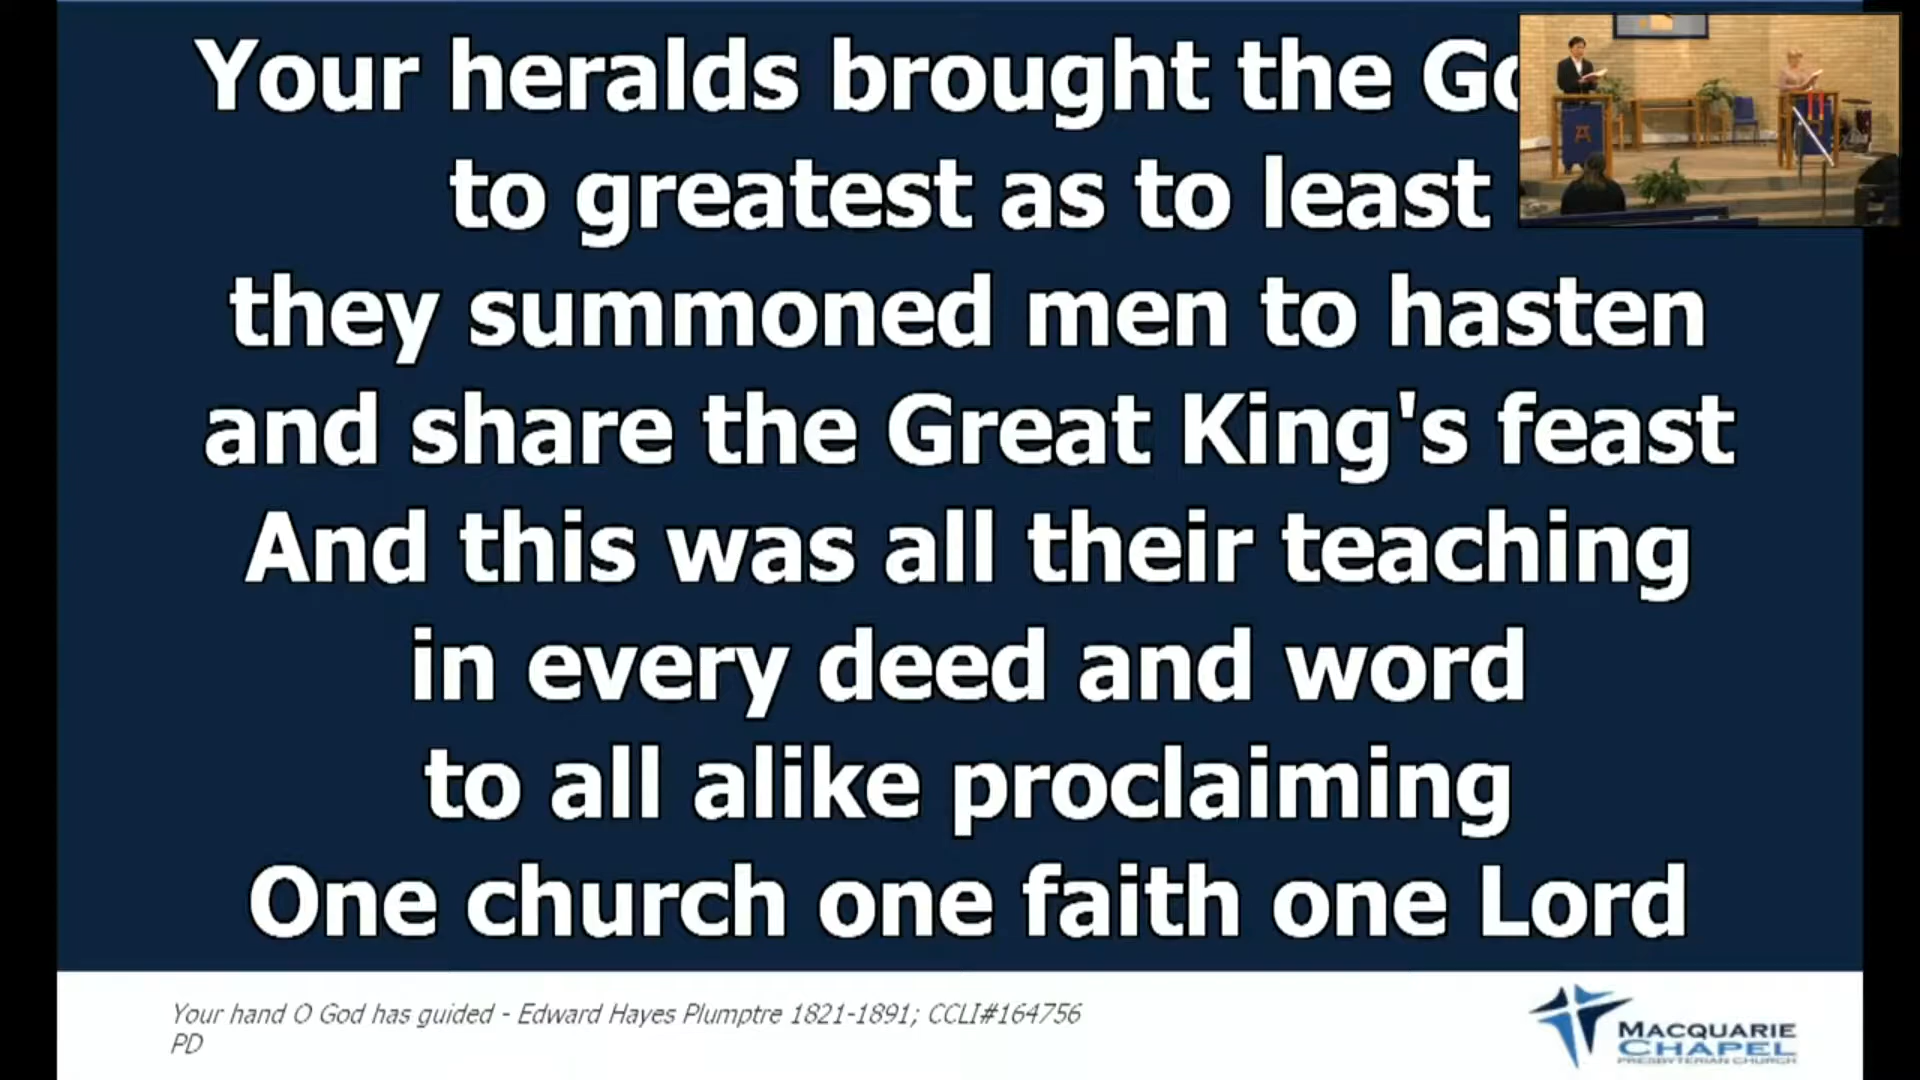 Your heralds brought the Go
to greatest as to least
they summoned men to hasten
and share the Great King's feast
And this was all their teaching
in every deed and word
to all alike proclaiming
One church one faith one Lord
Your hand O God has guided - Edward Hayes Plumptre 1821-1891; CCLI#164756
PD
MACQUARIE
CHAPEL
PRESBYTERIAN CHURCH